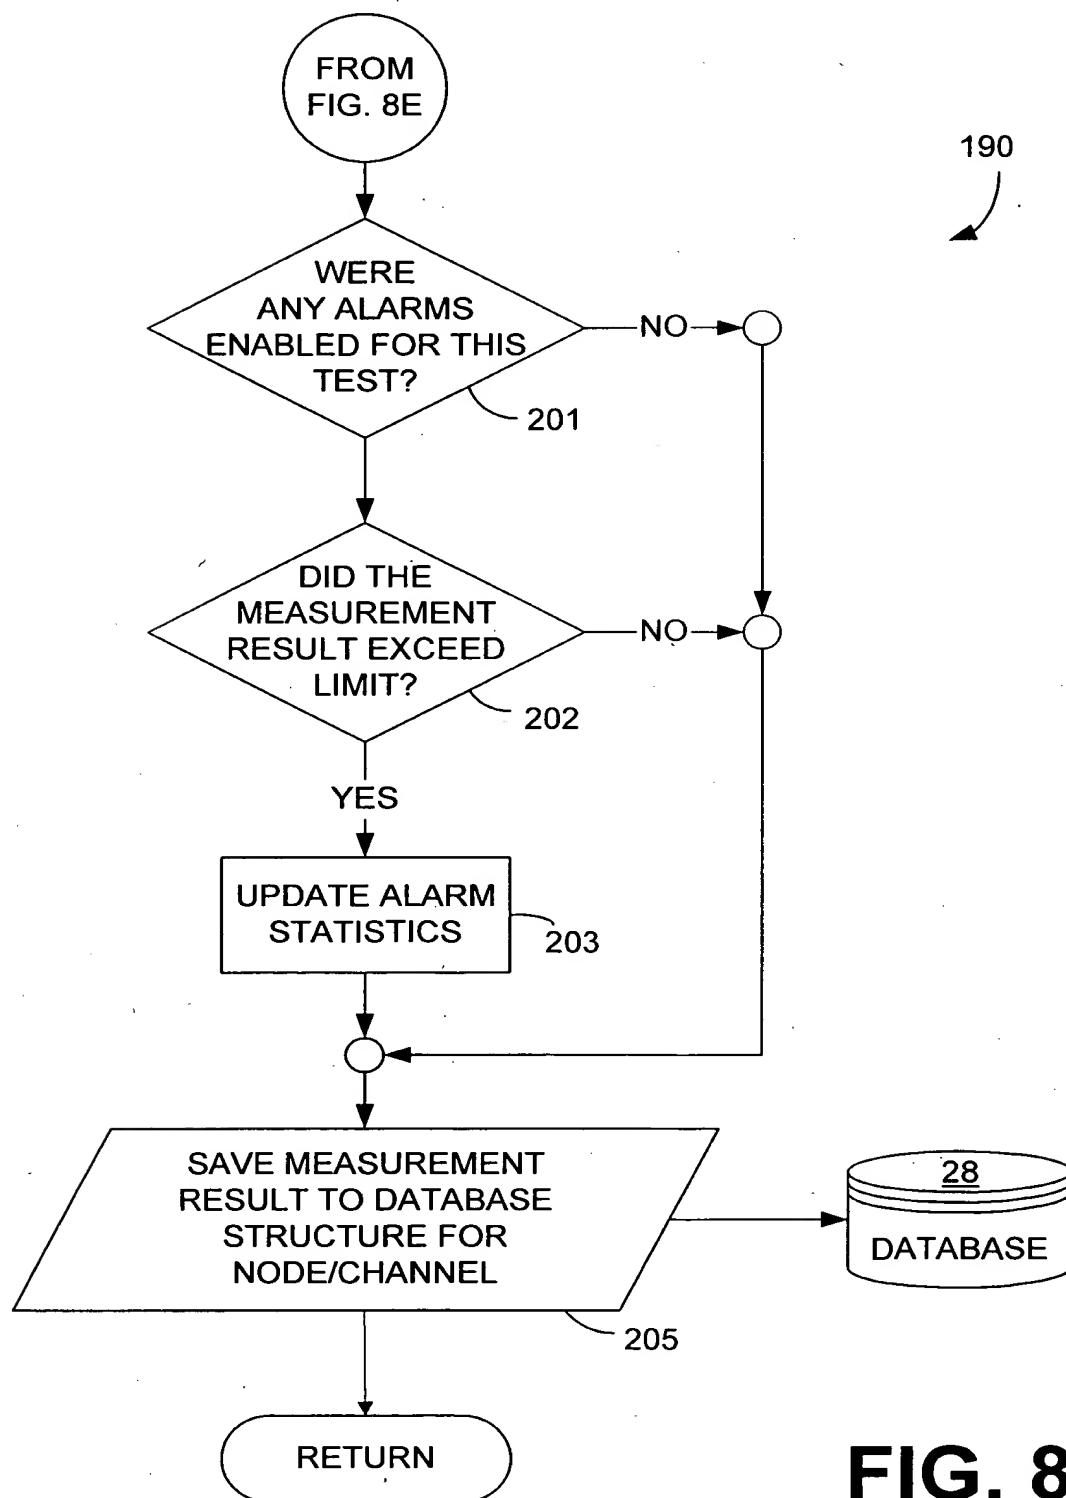 FROM
FIG. 8E
190
WERE
ANY ALARMS
ENABLED FOR THIS
TEST?
NO
201
DID THE
MEASUREMENT
RESULT EXCEED
LIMIT?
NO
202
YES
UPDATE ALARM
STATISTICS
203
SAVE MEASUREMENT
RESULT TO DATABASE
STRUCTURE FOR
NODE/CHANNEL
28
DATABASE
205
RETURN
FIG. 8